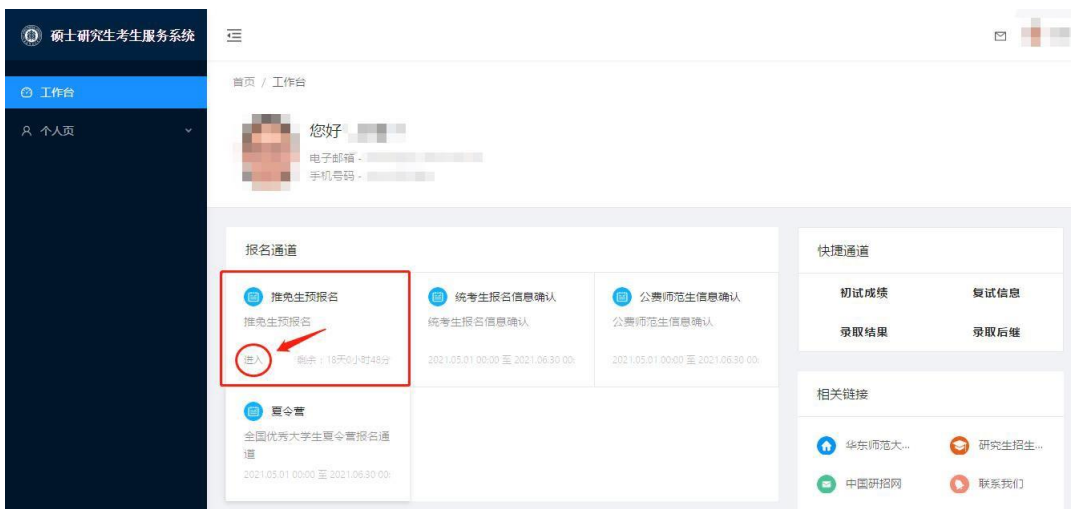 硕士研究生考生服务系统
工作台
个人页
首页 / 工作台
您好
电子邮箱 -
手机号码 -
报名通道
推免生预报名
推免生预报名
进入 剩余：18天0小时48分
统考生报名信息确认
统考生报名信息确认
2021.05.01 00:00 至 2021.06.30 00:
公费师范生信息确认
公费师范生信息确认
2021.05.01 00:00 至 2021.06.30 00:
夏令营
全国优秀大学生夏令营报名通
道
2021.05.01 00:00 至 2021.06.30 00:
快捷通道
初试成绩 复试信息
录取结果 录取后继
相关链接
华东师范大... 研究生招生...
中国研招网 联系我们